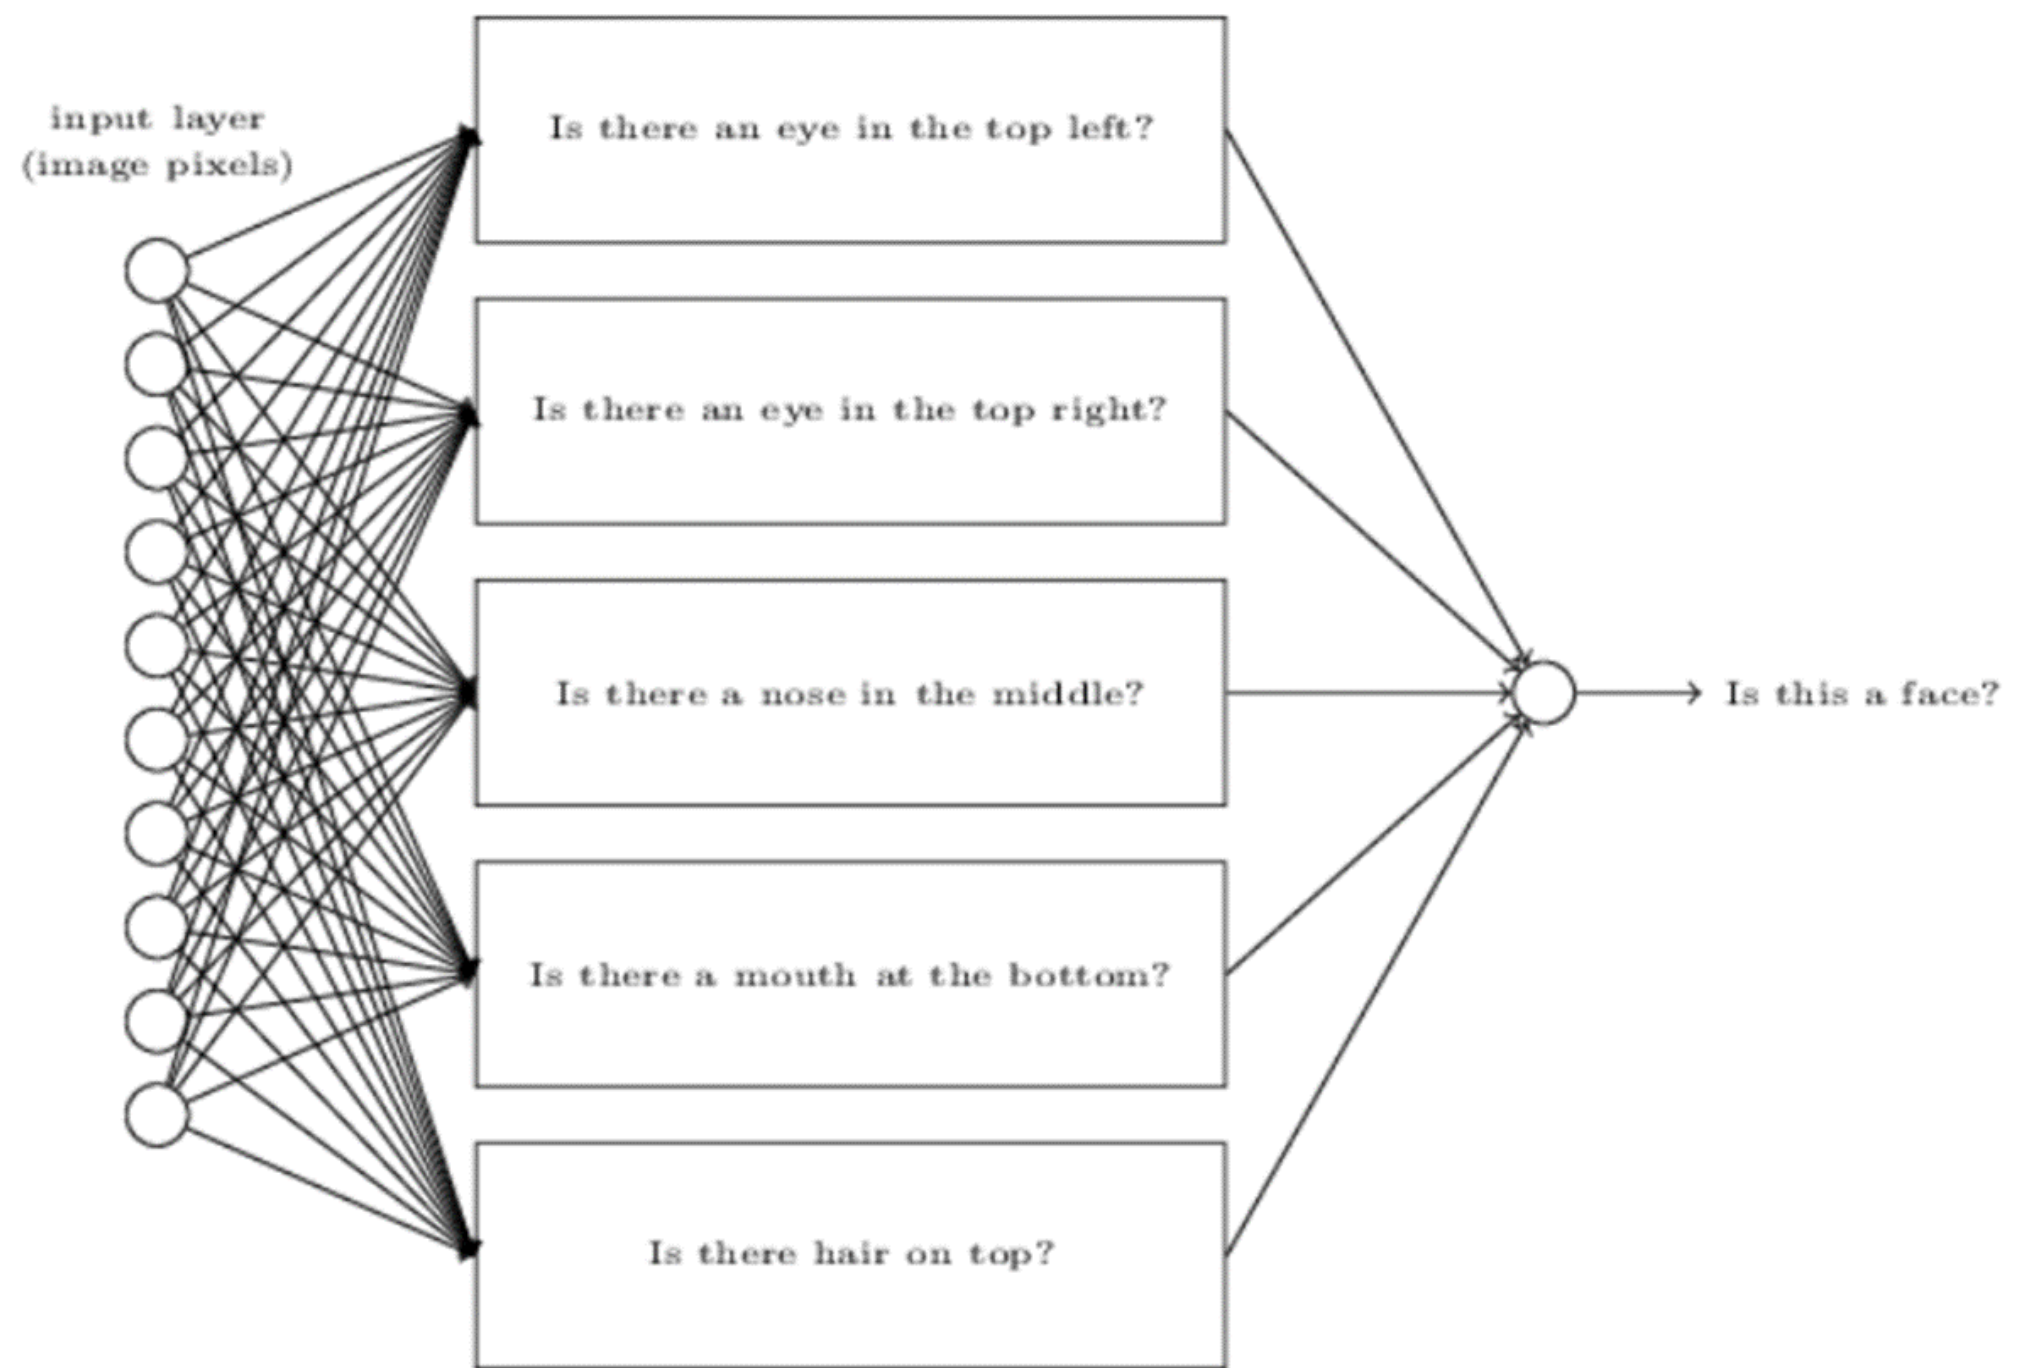 input layer
(image pixels)
Is there an eye in the top left?
Is there an eye in the top right?
Is there a nose in the middle?
Is there a mouth at the bottom?
Is there hair on top?
Is this a face?